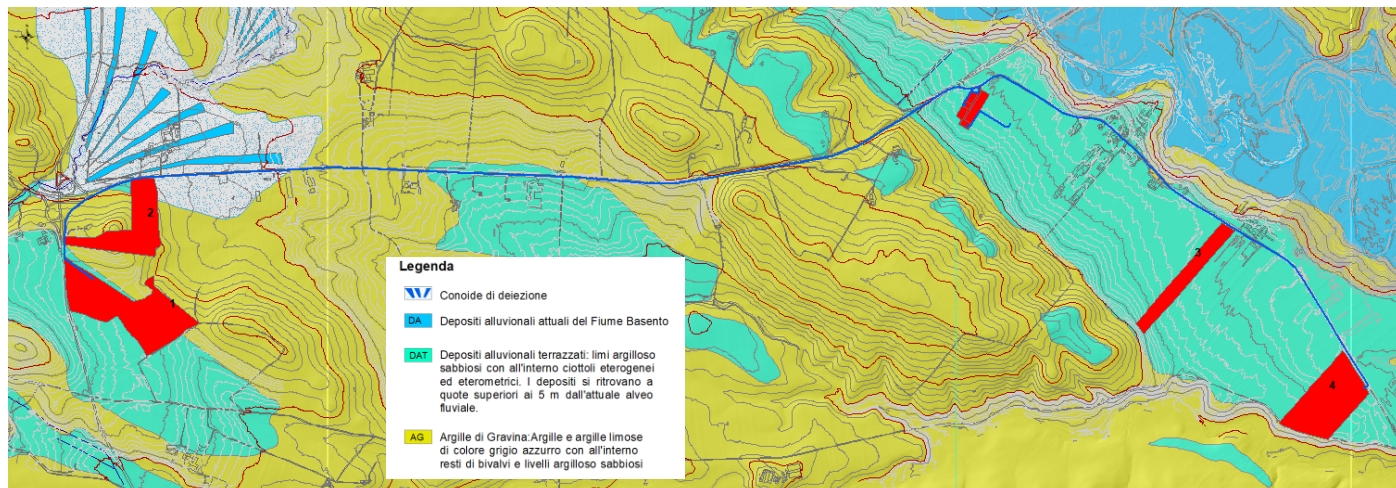 2
1
3
4
Legenda
Conoide di deiezione
DA Depositi alluvionali attuali del Fiume Basento
DAT Depositi alluvionali terrazzati: limi argilloso
sabbiosi con all'interno ciottoli eterogenei
ed eterometrici. I depositi si ritrovano a
quote superiori ai 5 m dall'attuale alveo
fluviale.
AG Argille di Gravina:Argille e argille limose
di colore grigio azzurro con all'interno
resti di bivalvi e livelli argilloso sabbiosi